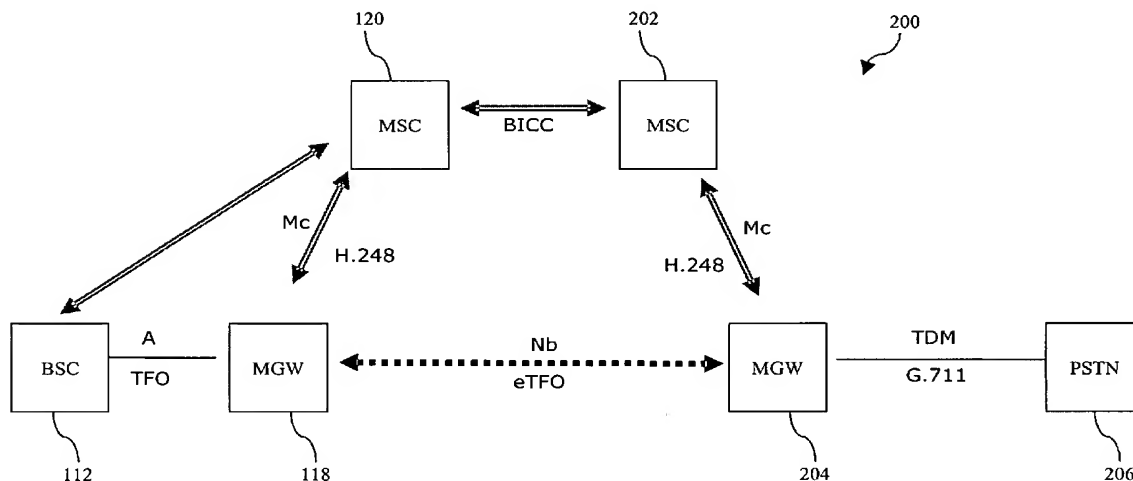 120
202
200
MSC
BICC
MSC
Mc
H.248
Mc
H.248
BSC
A
TFO
MGW
Nb
eTFO
MGW
TDM
G.711
PSTN
112
118
204
206